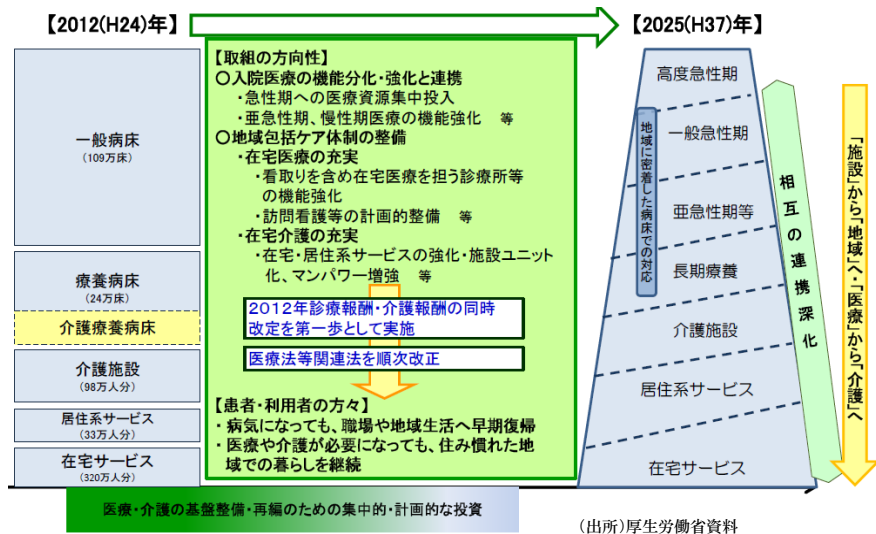 【2012(H24)年】
【2025(H37)年】
一般病床
(109万床)
療養病床
(24万床)
介護療養病床
介護施設
(98万人分)
居住系サービス
(33万人分)
在宅サービス
(320万人分)
【取組の方向性】
○入院医療の機能分化・強化と連携
・急性期への医療資源集中投入
・亜急性期、慢性期医療の機能強化　等
○地域包括ケア体制の整備
・在宅医療の充実
・看取りを含め在宅医療を担う診療所等
の機能強化
・訪問看護等の計画的整備　等
・在宅介護の充実
・在宅・居住系サービスの強化・施設ユニット
化、マンパワー増強　等
2012年診療報酬・介護報酬の同時
改定を第一歩として実施
医療法等関連法を順次改正
【患者・利用者の方々】
・病気になっても、職場や地域生活へ早期復帰
・医療や介護が必要になっても、住み慣れた地
域での暮らしを継続
高度急性期
一般急性期
亜急性期等
長期療養
介護施設
居住系サービス
在宅サービス
地域に密着した病床での対応
相互の連携深化
「施設」から「地域」へ・「医療」から「介護」へ
医療・介護の基盤整備・再編のための集中的・計画的な投資
（出所）厚生労働省資料